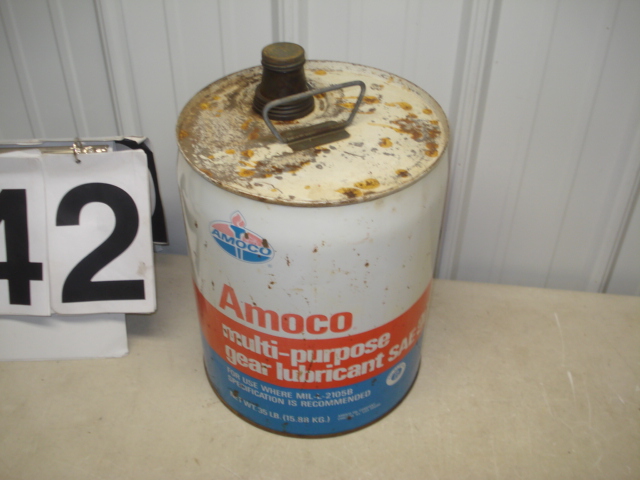 42
AMOCO
Amoco
multi-purpose
gear lubricant SAE
FOR USE WHERE MIL-L-2105B
SPECIFICATION IS RECOMMENDED
NET WT. 35 LB. (15.88 KG.)